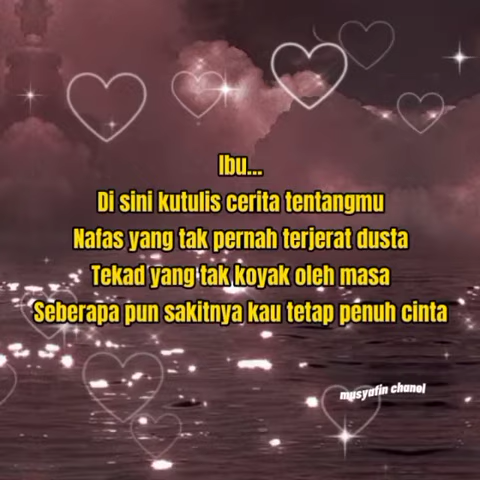 Ibu...
Di sini kutulis cerita tentangmu
Nafas yang tak pernah terjerat dusta
Tekad yang tak koyak oleh masa
Seberapa pun sakitnya kau tetap penuh cinta
musyafin chanel